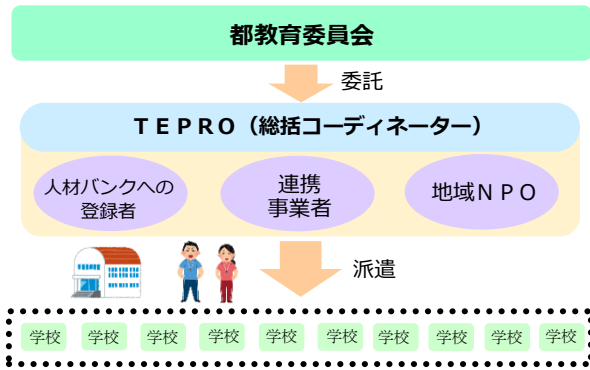 都教育委員会
委託
ＴＥＰＲＯ（総括コーディネーター）
人材バンクへの
登録者
連携
事業者
地域ＮＰＯ
派遣
学校 学校 学校 学校 学校 学校 学校 学校 学校 学校